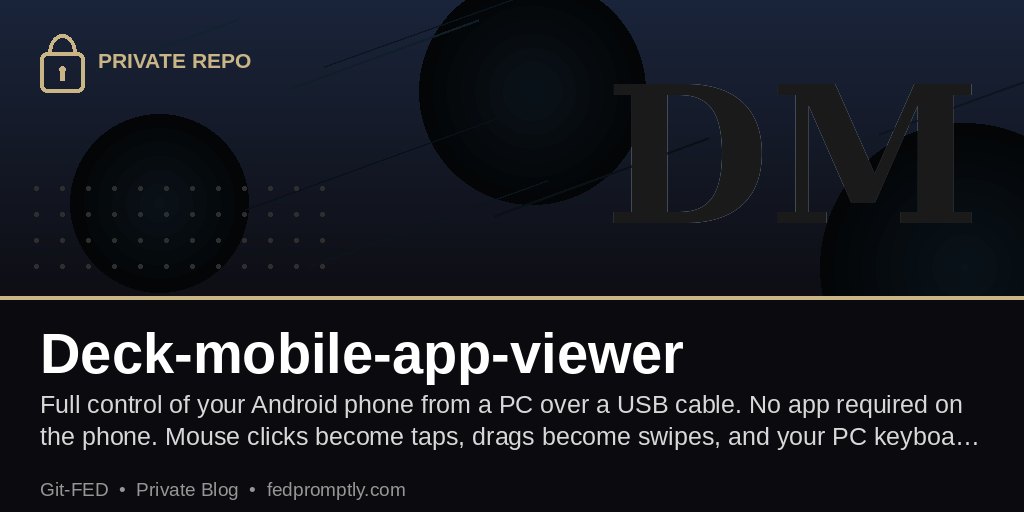 PRIVATE REPO
DM
Deck-mobile-app-viewer
Full control of your Android phone from a PC over a USB cable. No app required on
the phone. Mouse clicks become taps, drags become swipes, and your PC keyboa…
Git-FED • Private Blog • fedpromptly.com